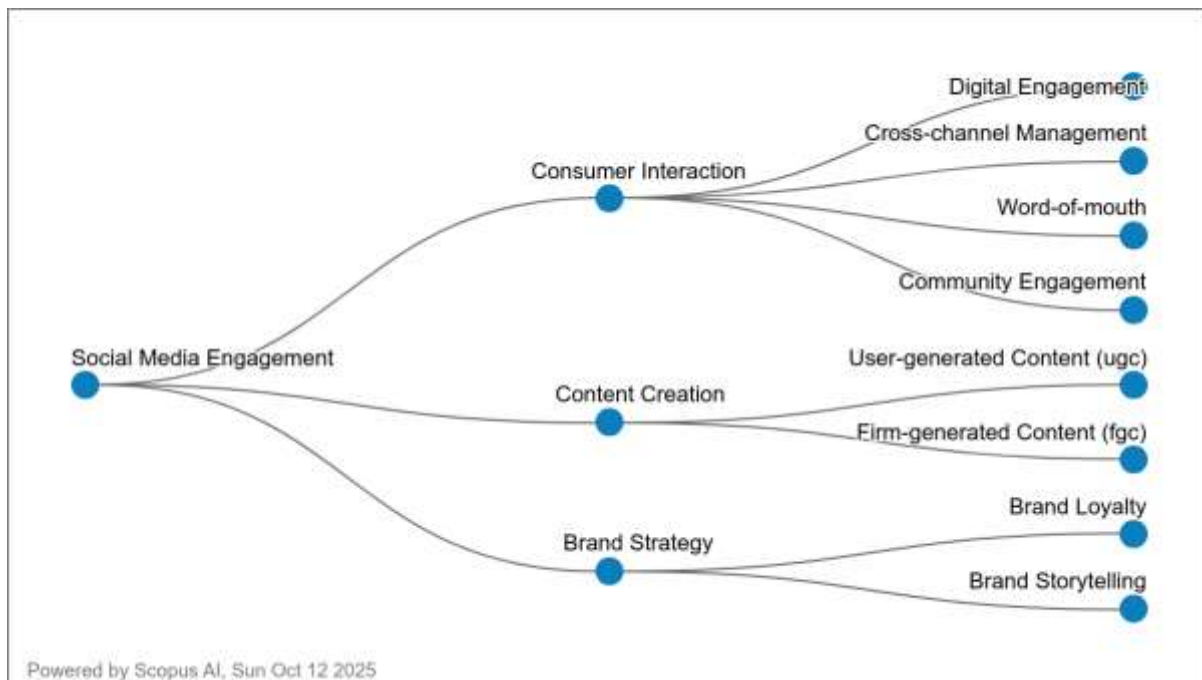 Digital Engagement
Cross-channel Management
Consumer Interaction
Word-of-mouth
Community Engagement
Social Media Engagement
User-generated Content (ugc)
Content Creation
Firm-generated Content (fgc)
Brand Loyalty
Brand Strategy
Brand Storytelling
Powered by Scopus AI, Sun Oct 12 2025